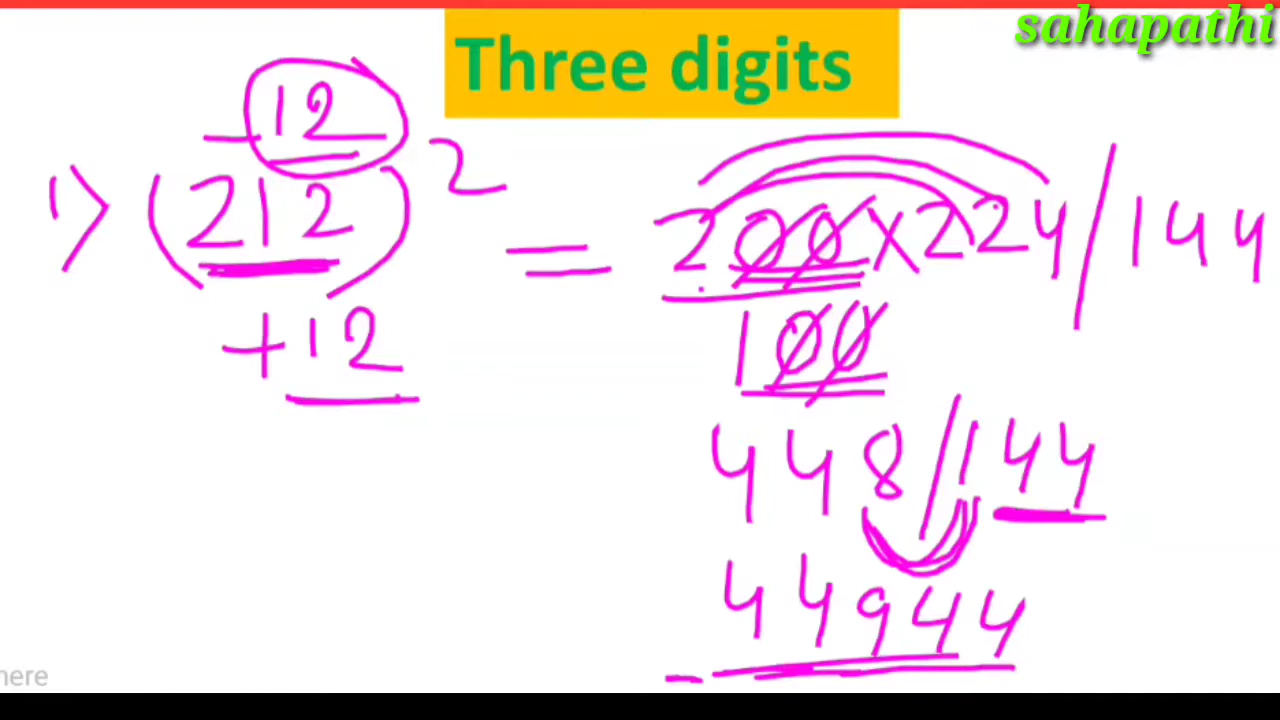 sahapathi
Three digits
- 12
1) (212)² = 200 × 224 / 144
+ 12
100
448 / 144
44944
here